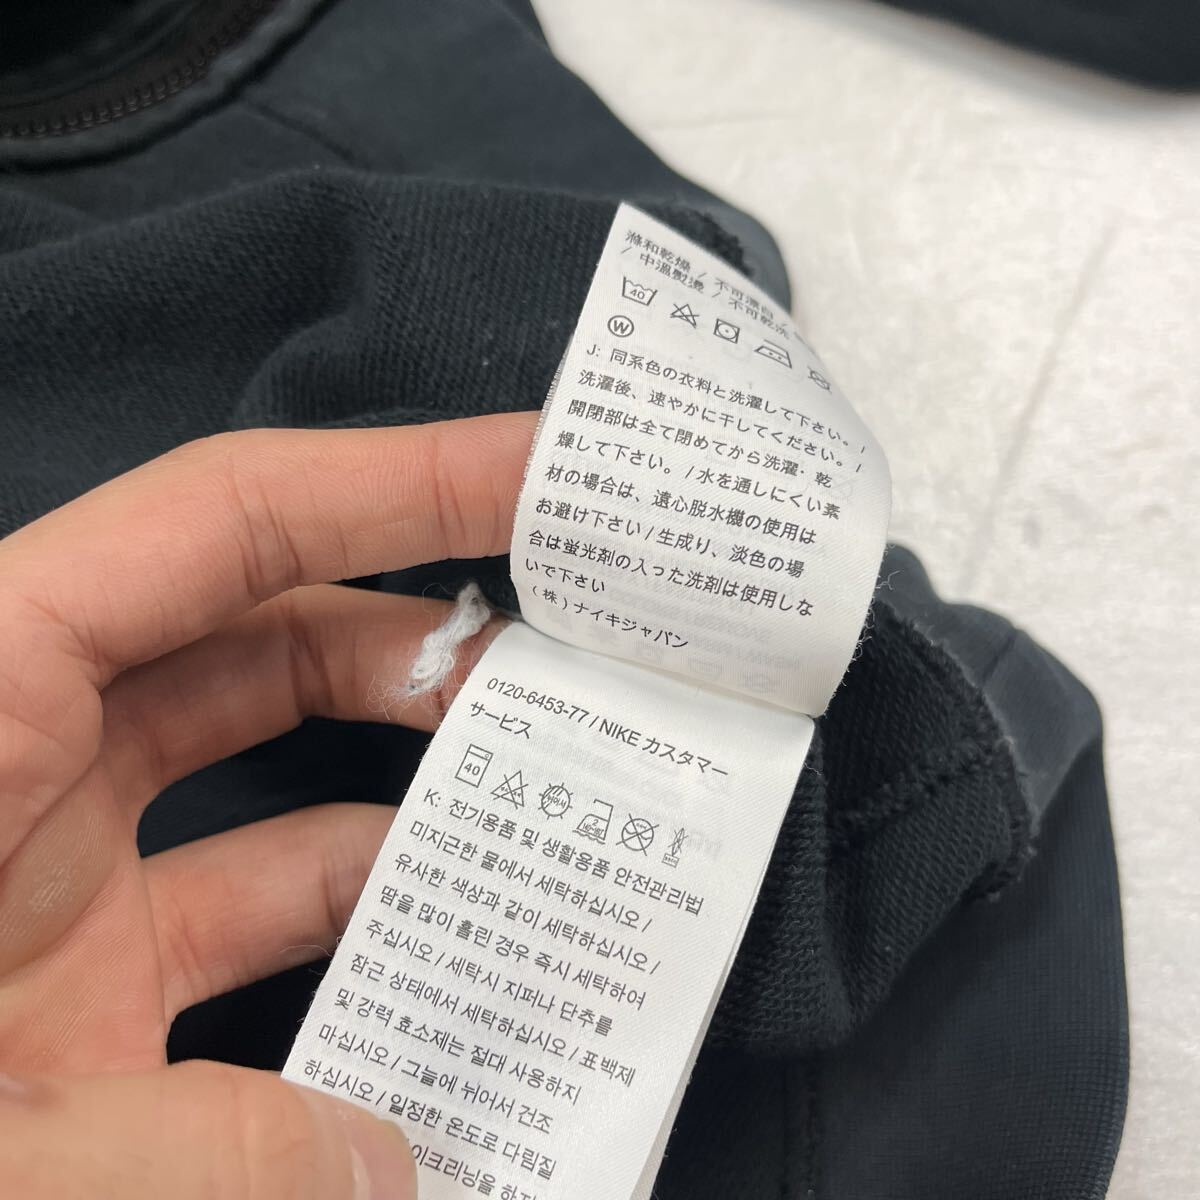 滌和乾燥 / 不可漂白 /
/ 中溫熨燙 / 不可乾洗
40
W
J: 同系色の衣料と洗濯して下さい。/
洗濯後、速やかに干してください。/
開閉部は全て閉めてから洗濯・乾
燥して下さい。/ 水を通しにくい素
材の場合は、遠心脱水機の使用は
お避け下さい / 生成り、淡色の場
合は蛍光剤の入った洗剤は使用しな
いで下さい
(株) ナイキジャパン
0120-6453-77 / NIKE カスタマー
サービス
40
K: 전기용품 및 생활용품 안전관리법
미지근한 물에서 세탁하십시오 /
유사한 색상과 같이 세탁하십시오 /
땀을 많이 흘린 경우 즉시 세탁하여
주십시오 / 세탁시 지퍼나 단추를
잠근 상태에서 세탁하십시오 / 표백제
및 강력 효소제는 절대 사용하지
마십시오 / 그늘에 뉘어서 건조
하십시오 / 일정한 온도로 다림질
이크리닝을 하지